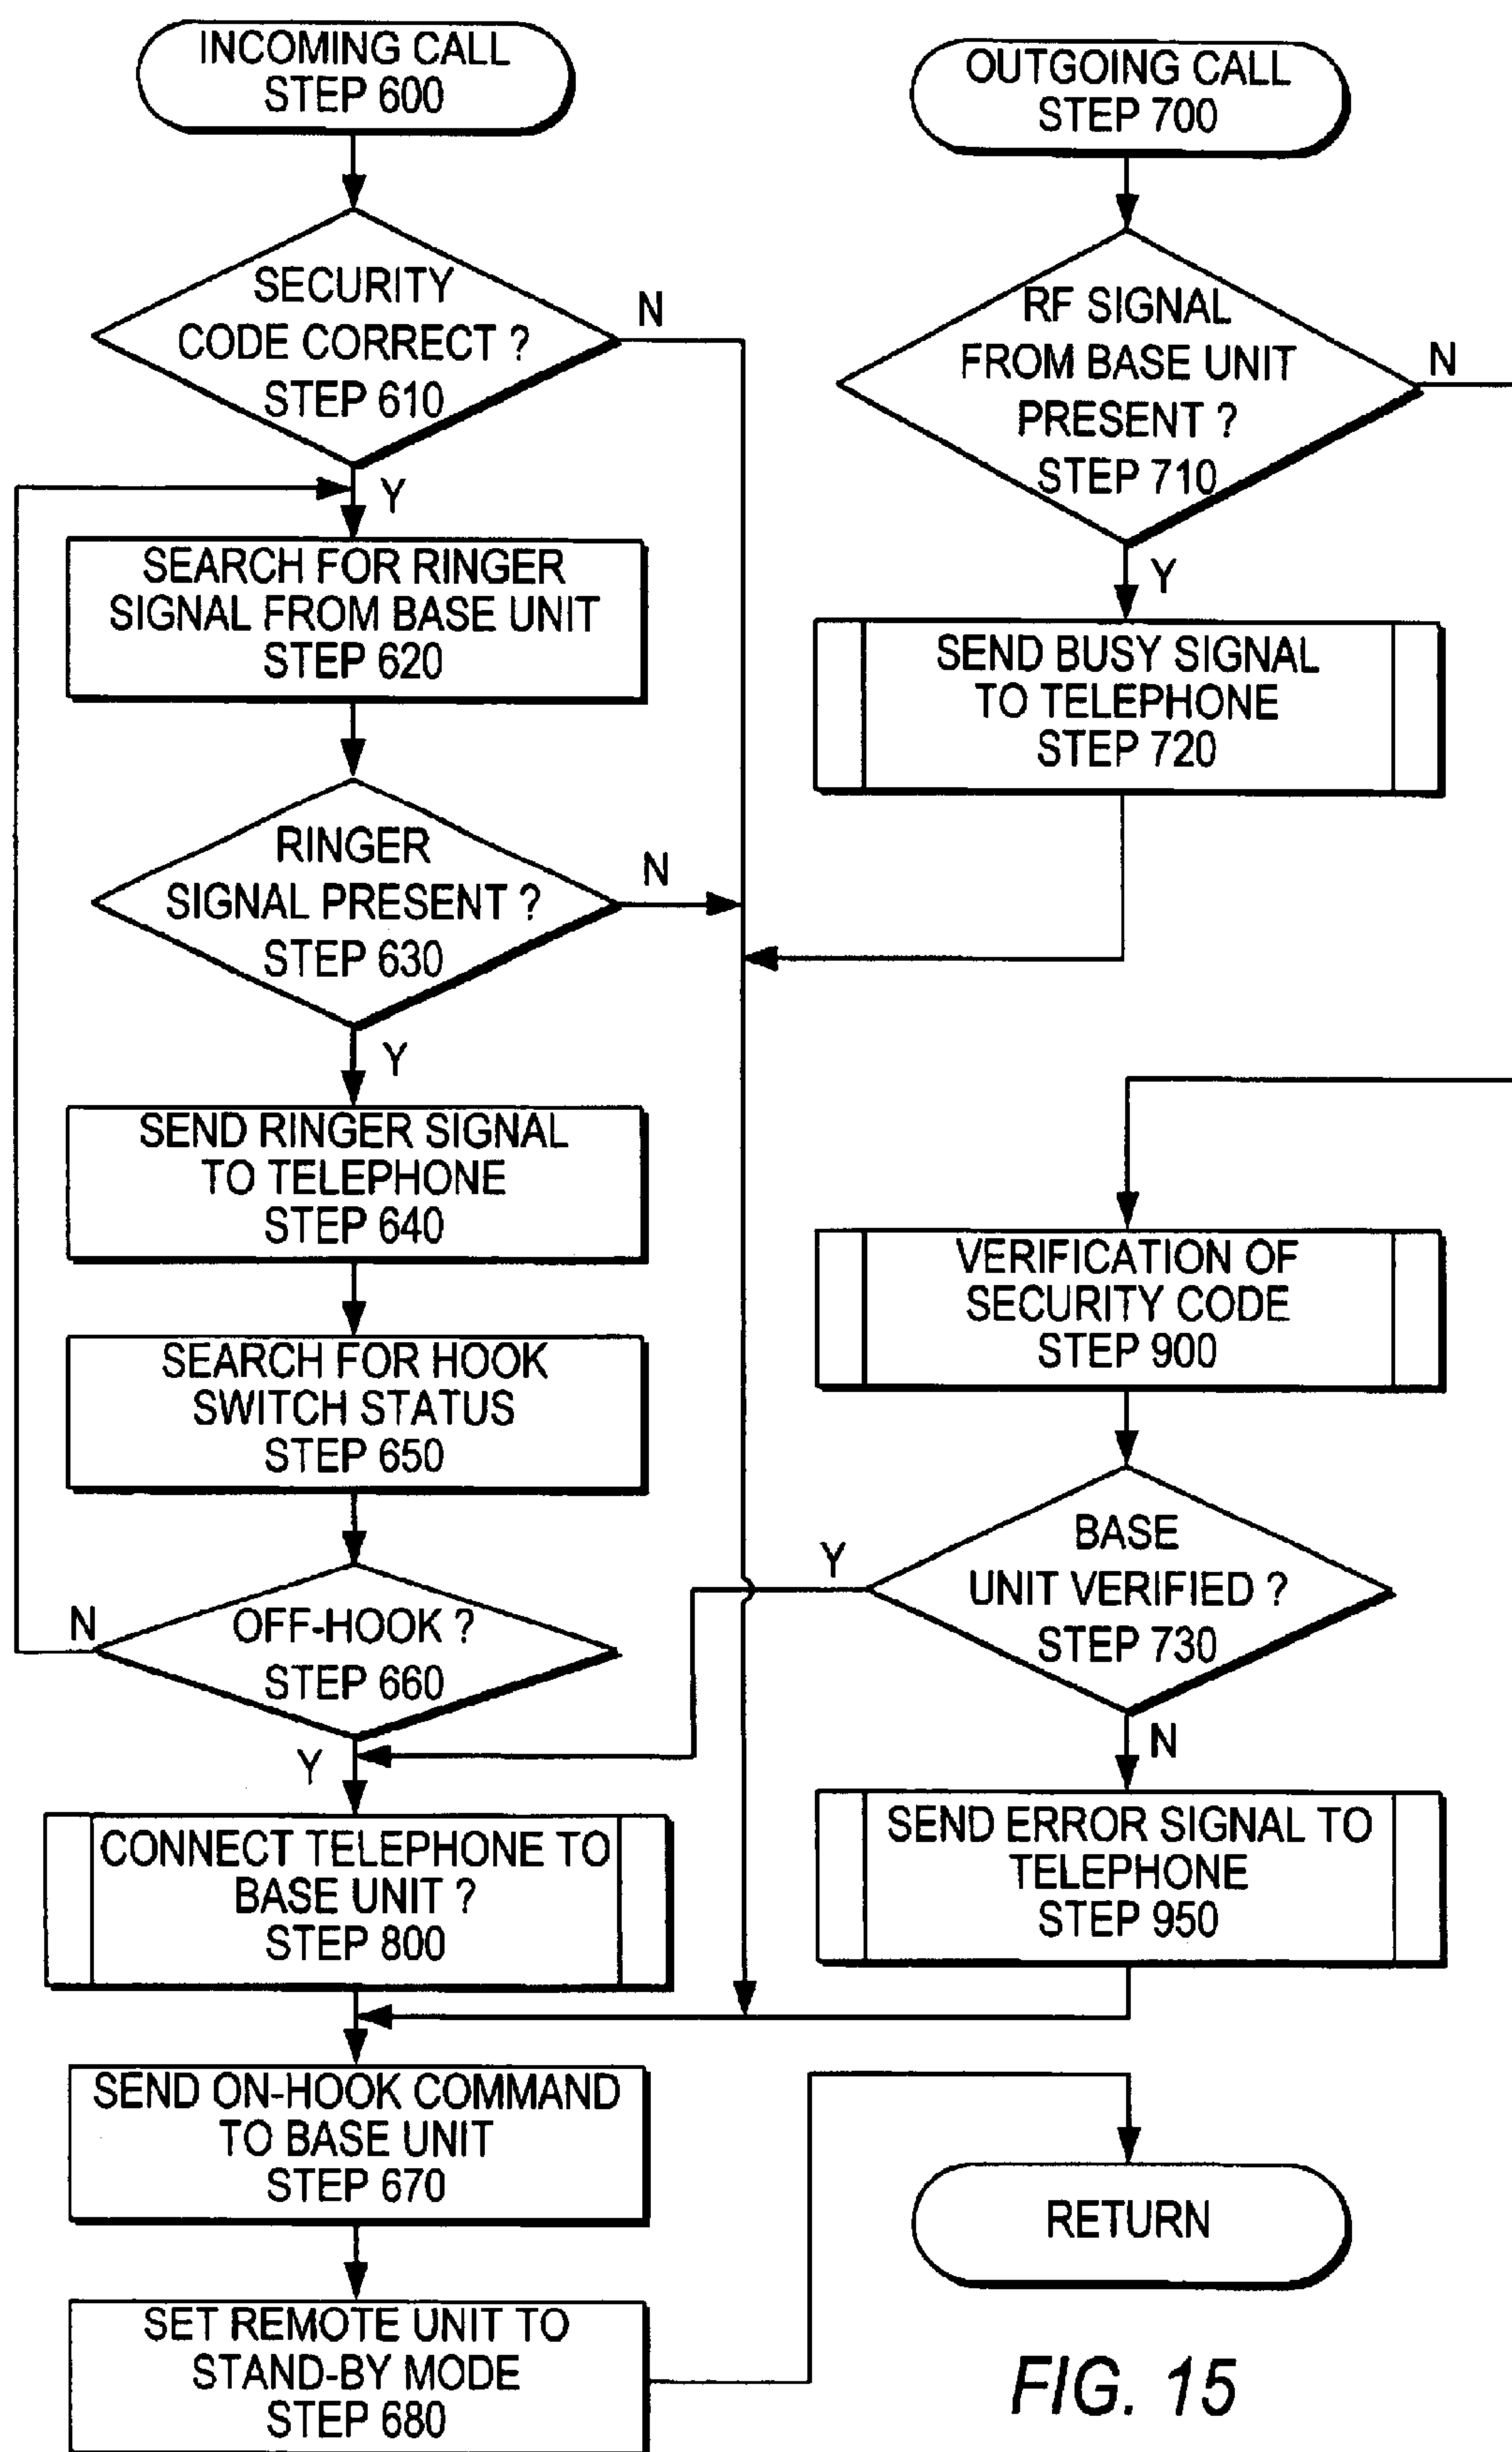 INCOMING CALL
STEP 600
SECURITY
CODE CORRECT ?
STEP 610
N
Y
SEARCH FOR RINGER
SIGNAL FROM BASE UNIT
STEP 620
RINGER
SIGNAL PRESENT ?
STEP 630
N
Y
SEND RINGER SIGNAL
TO TELEPHONE
STEP 640
SEARCH FOR HOOK
SWITCH STATUS
STEP 650
OFF-HOOK ?
STEP 660
N
Y
CONNECT TELEPHONE TO
BASE UNIT ?
STEP 800
SEND ON-HOOK COMMAND
TO BASE UNIT
STEP 670
SET REMOTE UNIT TO
STAND-BY MODE
STEP 680
OUTGOING CALL
STEP 700
RF SIGNAL
FROM BASE UNIT
PRESENT ?
STEP 710
N
Y
SEND BUSY SIGNAL
TO TELEPHONE
STEP 720
VERIFICATION OF
SECURITY CODE
STEP 900
BASE
UNIT VERIFIED ?
STEP 730
Y
N
SEND ERROR SIGNAL TO
TELEPHONE
STEP 950
RETURN
FIG. 15